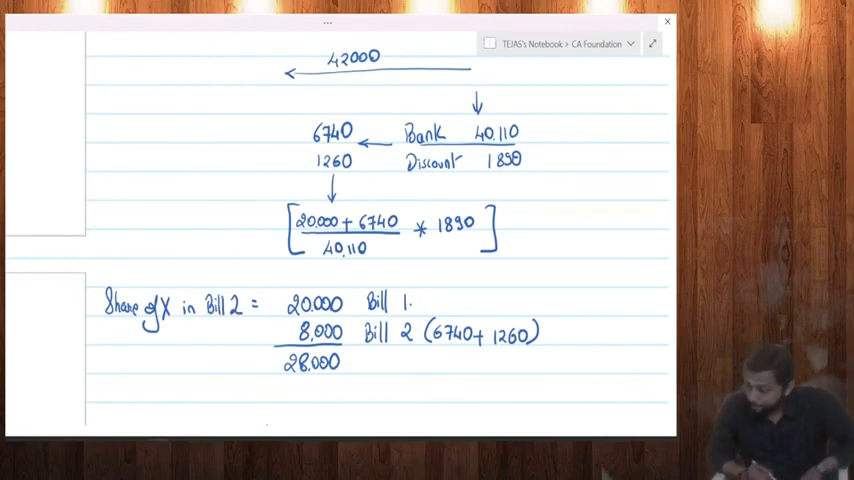 ...
TEJAS's Notebook > CA Foundation
42000
6740 Bank 40.110
1260 Discount 1890
[20.000 + 6740 / 40.110 * 1890]
Share of X in Bill 2 = 20.000 Bill 1.
8.000 Bill 2 (6740+ 1260)
28.000